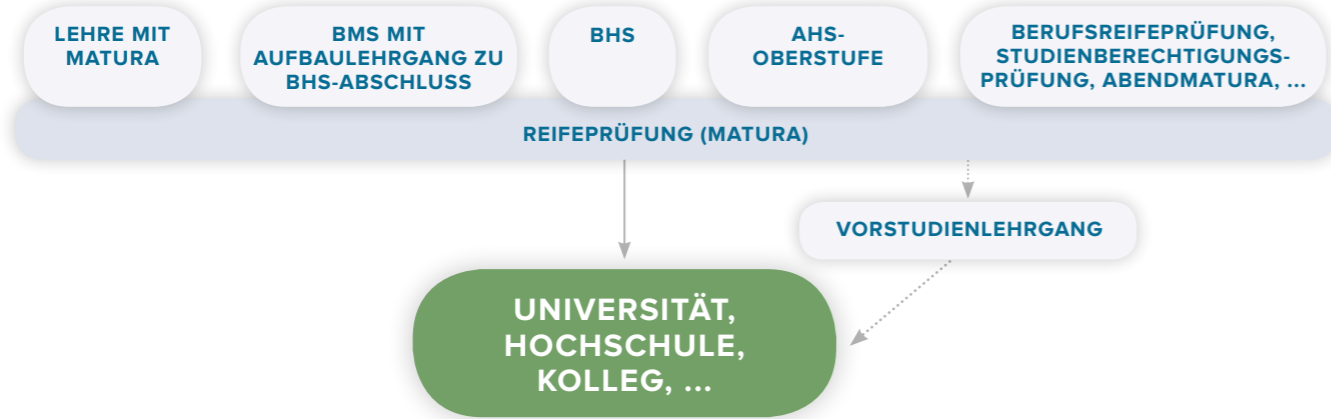 LEHRE MIT
MATURA
BMS MIT
AUFBAULEHRGANG ZU
BHS-ABSCHLUSS
BHS
AHS-
OBERSTUFE
BERUFSREIFEPRÜFUNG,
STUDIENBERECHTIGUNGS-
PRÜFUNG, ABENDMATURA, ...
REIFEPRÜFUNG (MATURA)
VORSTUDIENLEHRGANG
UNIVERSITÄT,
HOCHSCHULE,
KOLLEG, ...